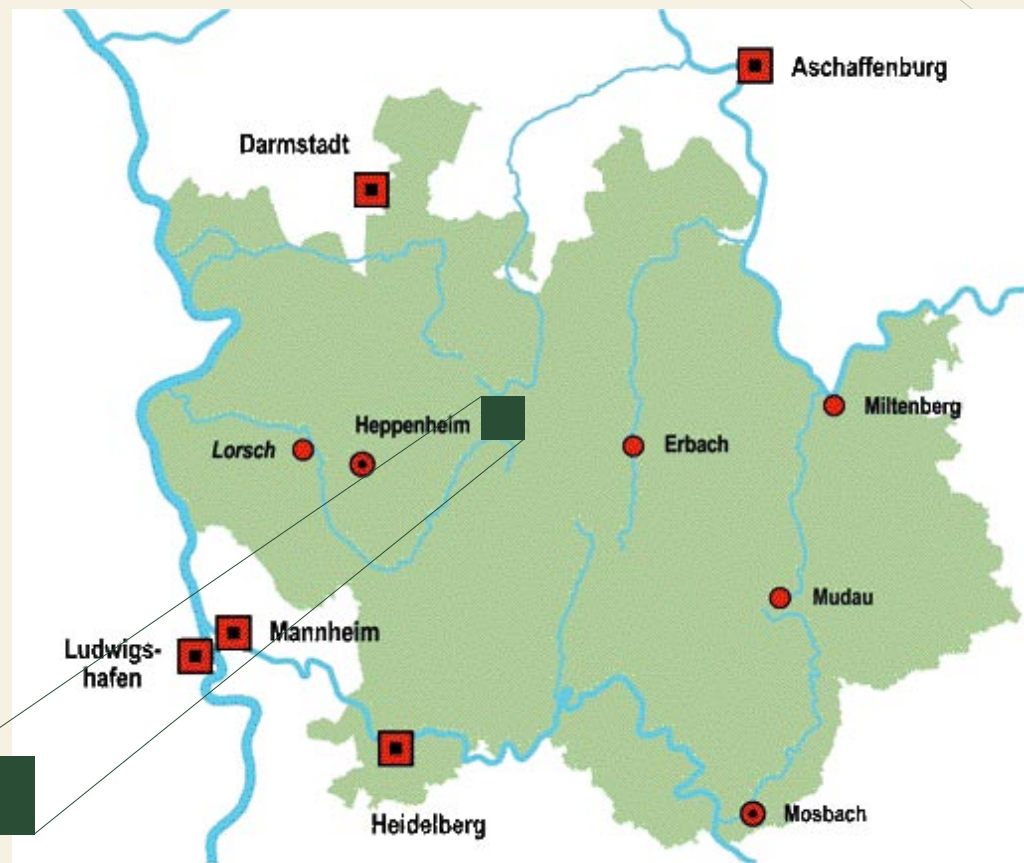 Aschaffenburg
Darmstadt
Miltenberg
Heppenheim
Lorsch
Erbach
Mudau
Mannheim
Ludwigs-
hafen
Mosbach
Heidelberg